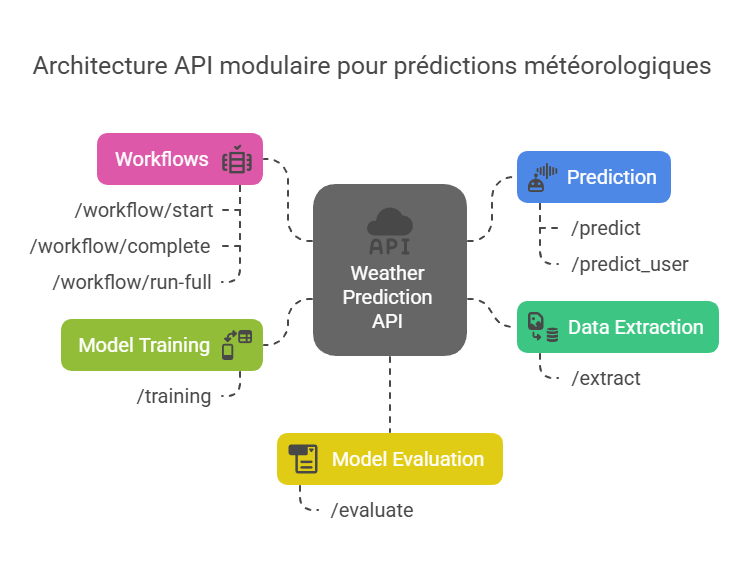 Architecture API modulaire pour prédictions météorologiques
Workflows
/workflow/start
/workflow/complete
/workflow/run-full
Model Training
/training
API
Weather
Prediction
API
Prediction
/predict
/predict_user
Data Extraction
/extract
Model Evaluation
/evaluate